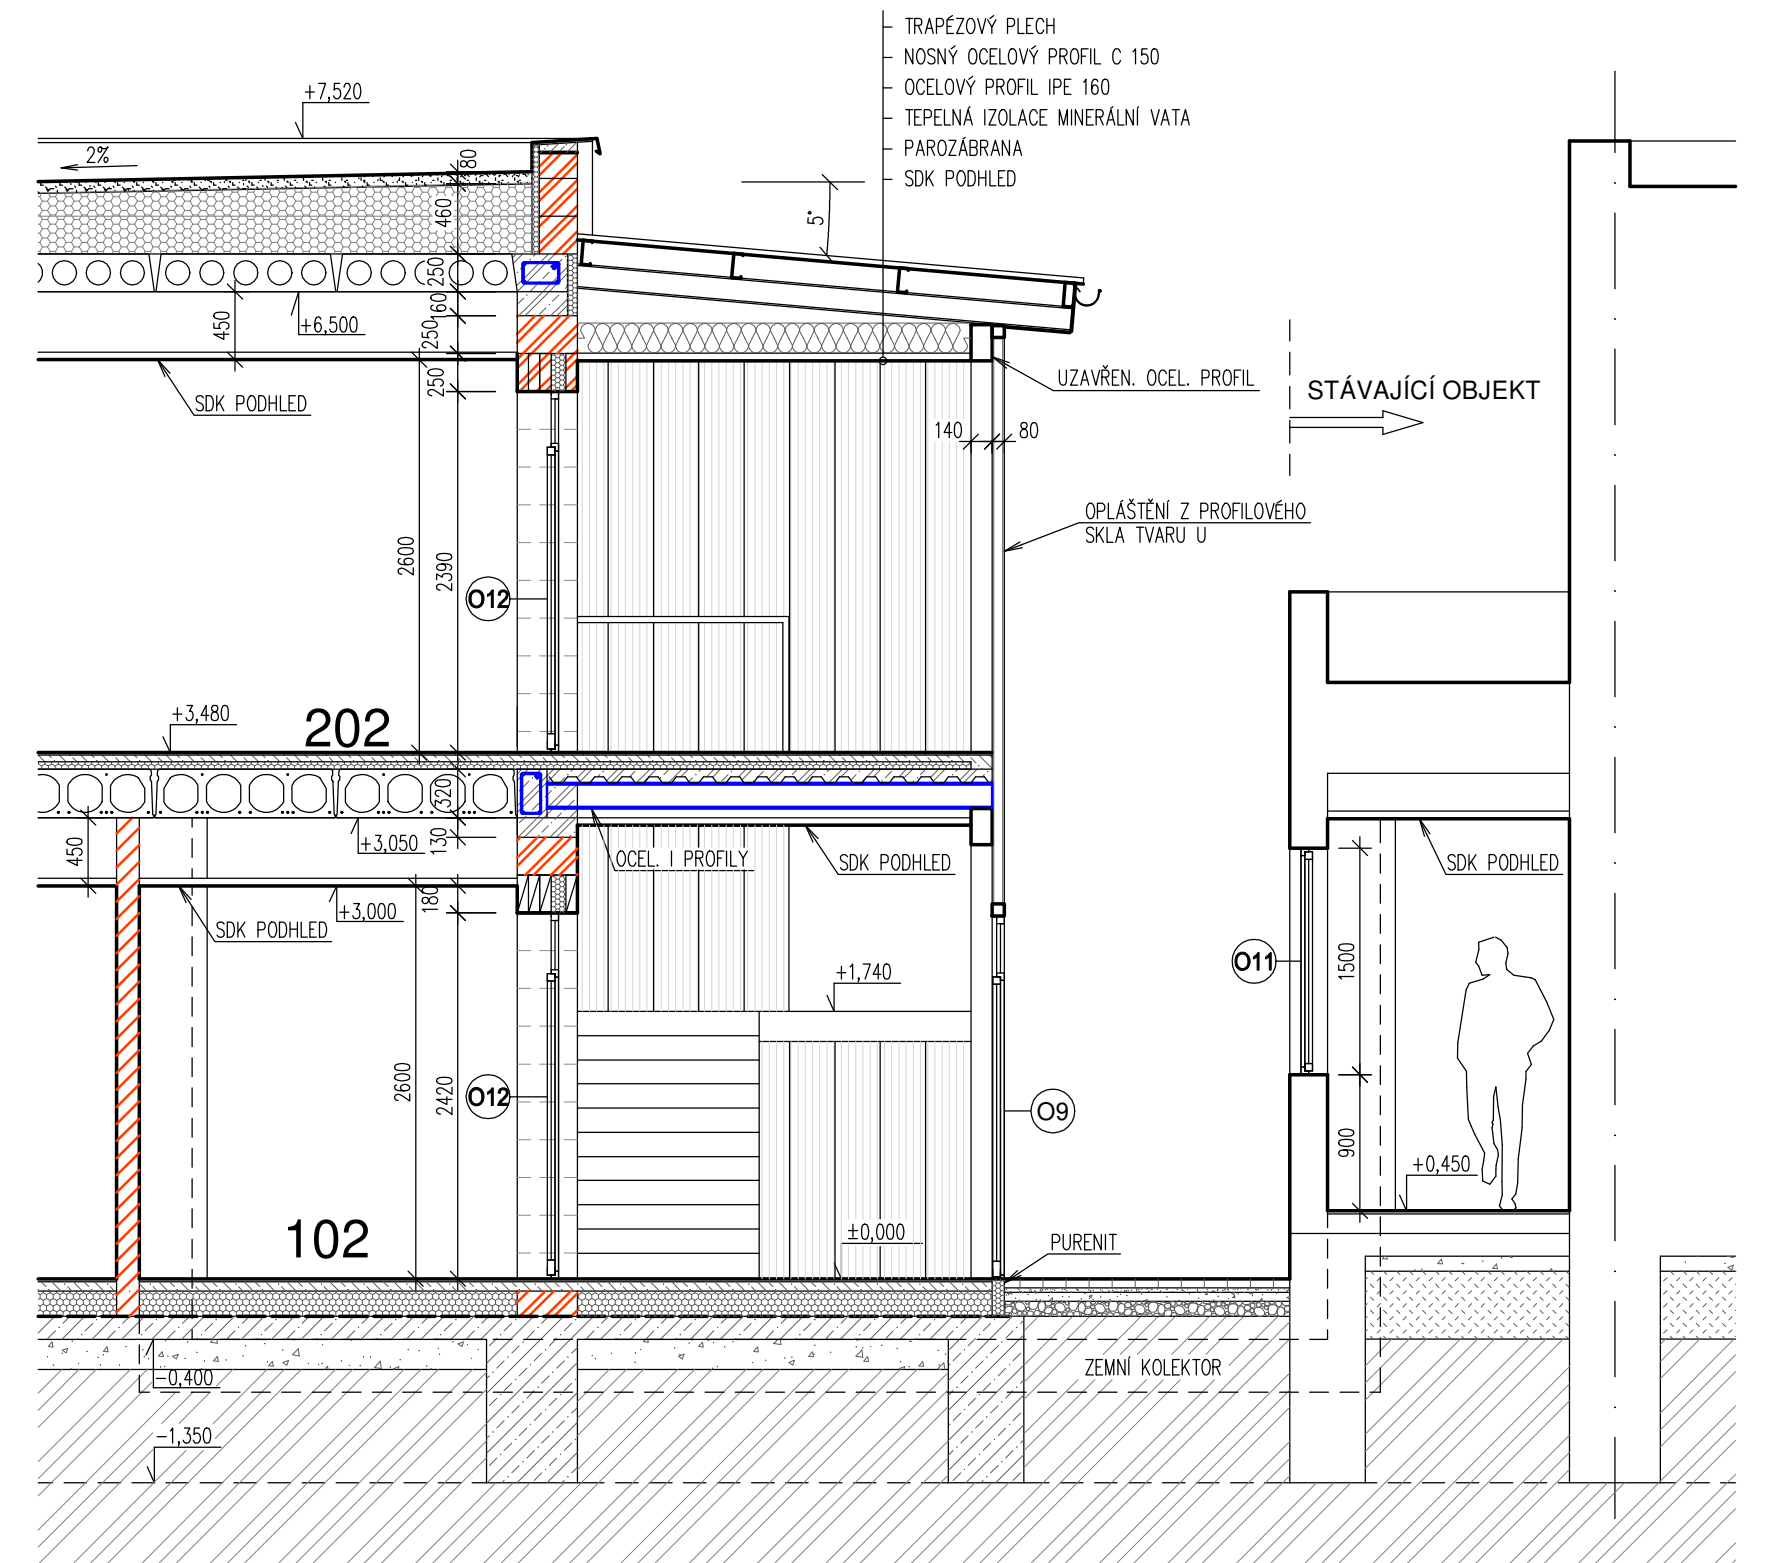 TRAPÉZOVÝ PLECH
NOSNÝ OCELOVÝ PROFIL C 150
OCELOVÝ PROFIL IPE 160
TEPELNÁ IZOLACE MINERÁLNÍ VATA
PAROZÁBRANA
SDK PODHLED
+7,520
2%
80
460
5°
250
160
450
+6,500
250
250
SDK PODHLED
UZAVŘEN. OCEL. PROFIL
STÁVAJÍCÍ OBJEKT
140
80
OPLÁŠTĚNÍ Z PROFILOVÉHO
SKLA TVARU U
2600
2390
O12
+3,480
202
320
130
450
+3,050
OCEL. I PROFILY
SDK PODHLED
SDK PODHLED
180
+3,000
SDK PODHLED
O11
1500
+1,740
2600
2420
O12
O9
900
+0,450
102
±0,000
PURENIT
-0,400
ZEMNÍ KOLEKTOR
-1,350